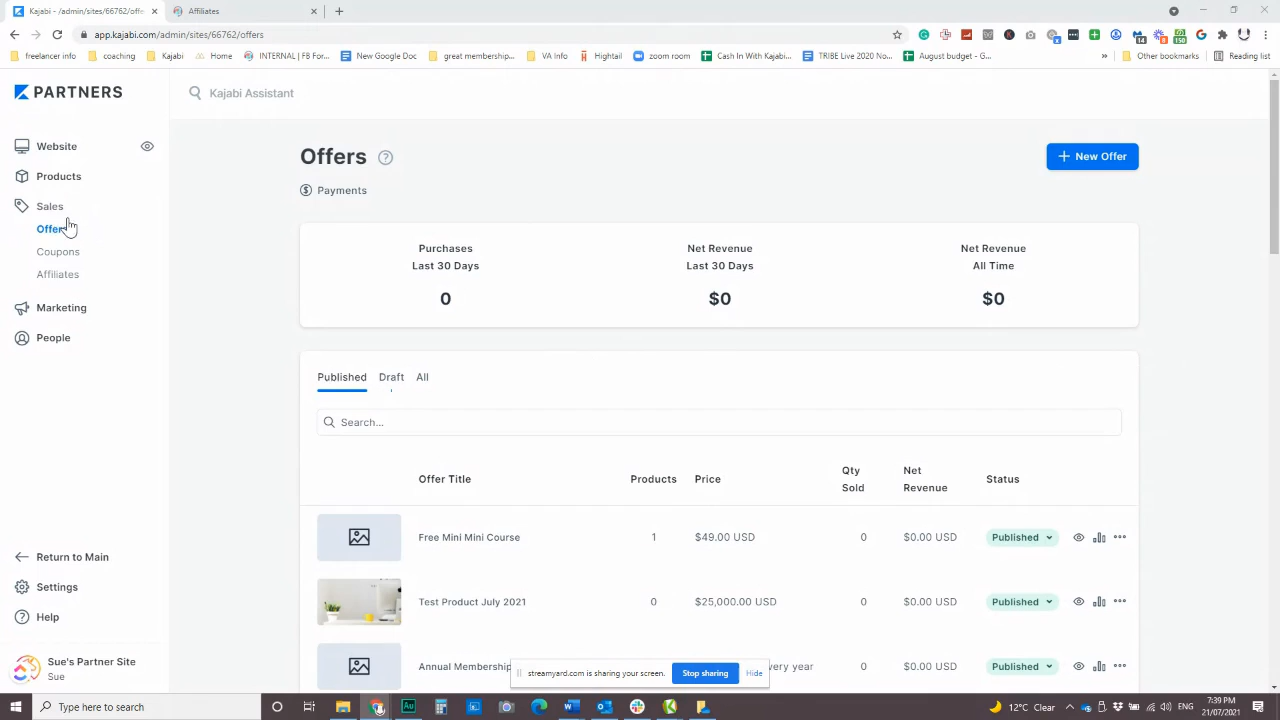 Kajabi
Affiliates
app.kajabi.com/admin/sites/66762/offers
freelancer info
coaching
Kajabi
Home
INTERNAL | FB For...
New Google Doc
great membership...
VA Info
Hightail
zoom room
Cash In With Kajabi...
TRIBE Live 2020 No...
August budget - G...
»
Other bookmarks
Reading list
PARTNERS
Kajabi Assistant
Website
Products
Sales
Offers
Coupons
Affiliates
Marketing
People
Return to Main
Settings
Help
Sue's Partner Site
Sue
Offers
New Offer
Payments
Purchases
Last 30 Days
0
Net Revenue
Last 30 Days
$0
Net Revenue
All Time
$0
Published Draft All
Search...
Offer Title Products Price Qty Sold Net Revenue Status
Free Mini Mini Course 1 $49.00 USD 0 $0.00 USD Published
Test Product July 2021 0 $25,000.00 USD 0 $0.00 USD Published
Annual Membership very year 0 $0.00 USD Published
streamyard.com is sharing your screen. Stop sharing Hide
Type here to search
12°C Clear
ENG
7:39 PM
21/07/2021